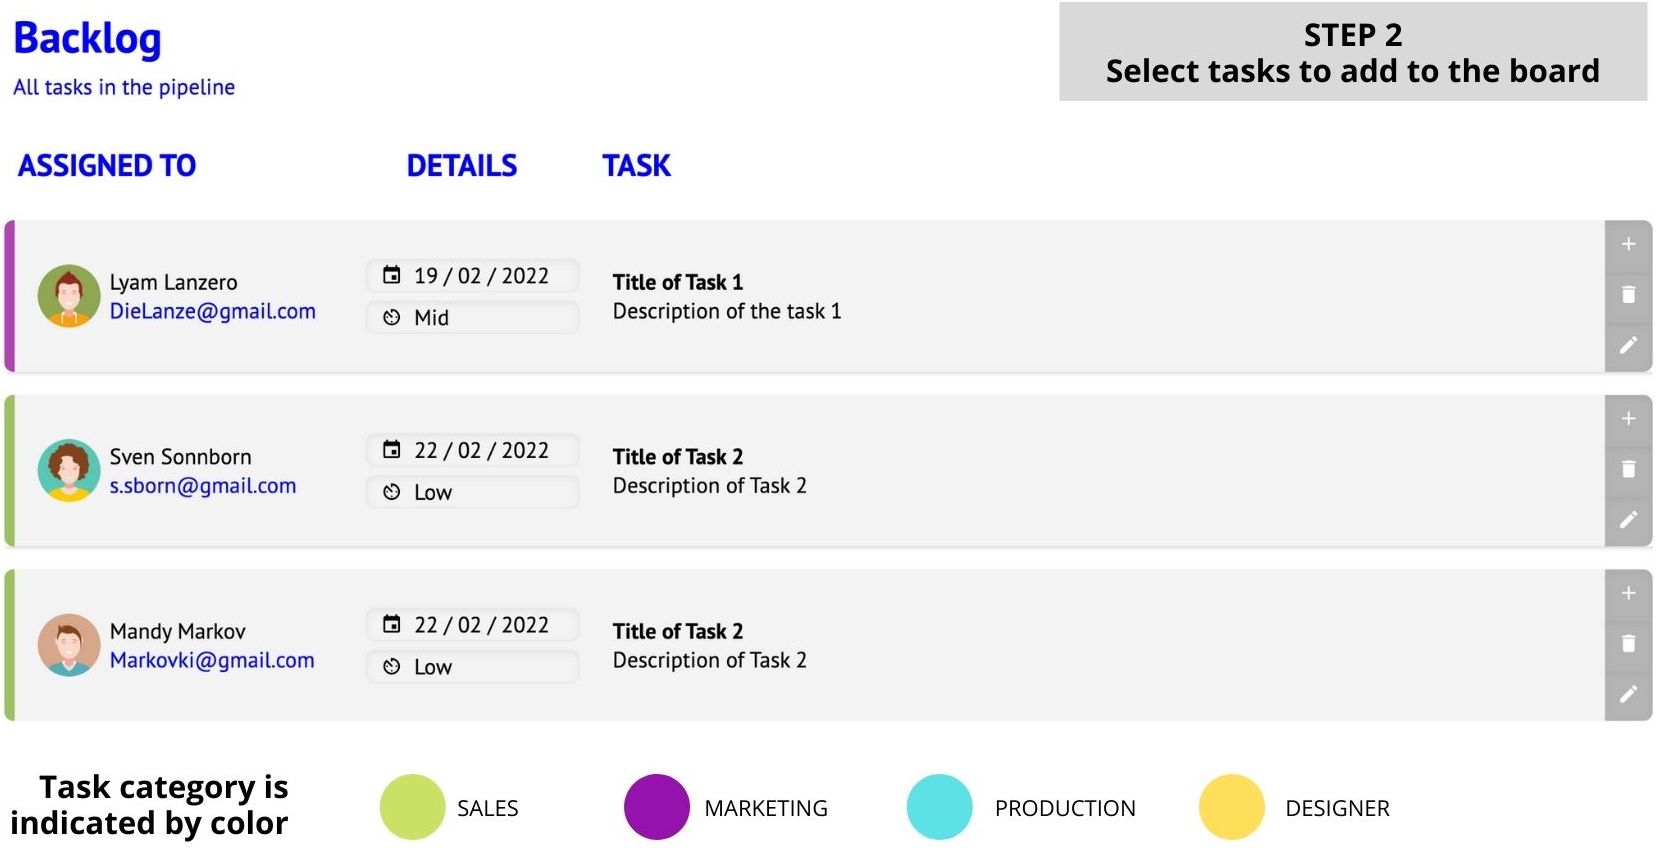 Backlog
All tasks in the pipeline
STEP 2
Select tasks to add to the board
ASSIGNED TO DETAILS TASK
Lyam Lanzero
DieLanze@gmail.com
19 / 02 / 2022
Mid
Title of Task 1
Description of the task 1
Sven Sonnborn
s.sborn@gmail.com
22 / 02 / 2022
Low
Title of Task 2
Description of Task 2
Mandy Markov
Markovki@gmail.com
22 / 02 / 2022
Low
Title of Task 2
Description of Task 2
Task category is
indicated by color
SALES MARKETING PRODUCTION DESIGNER